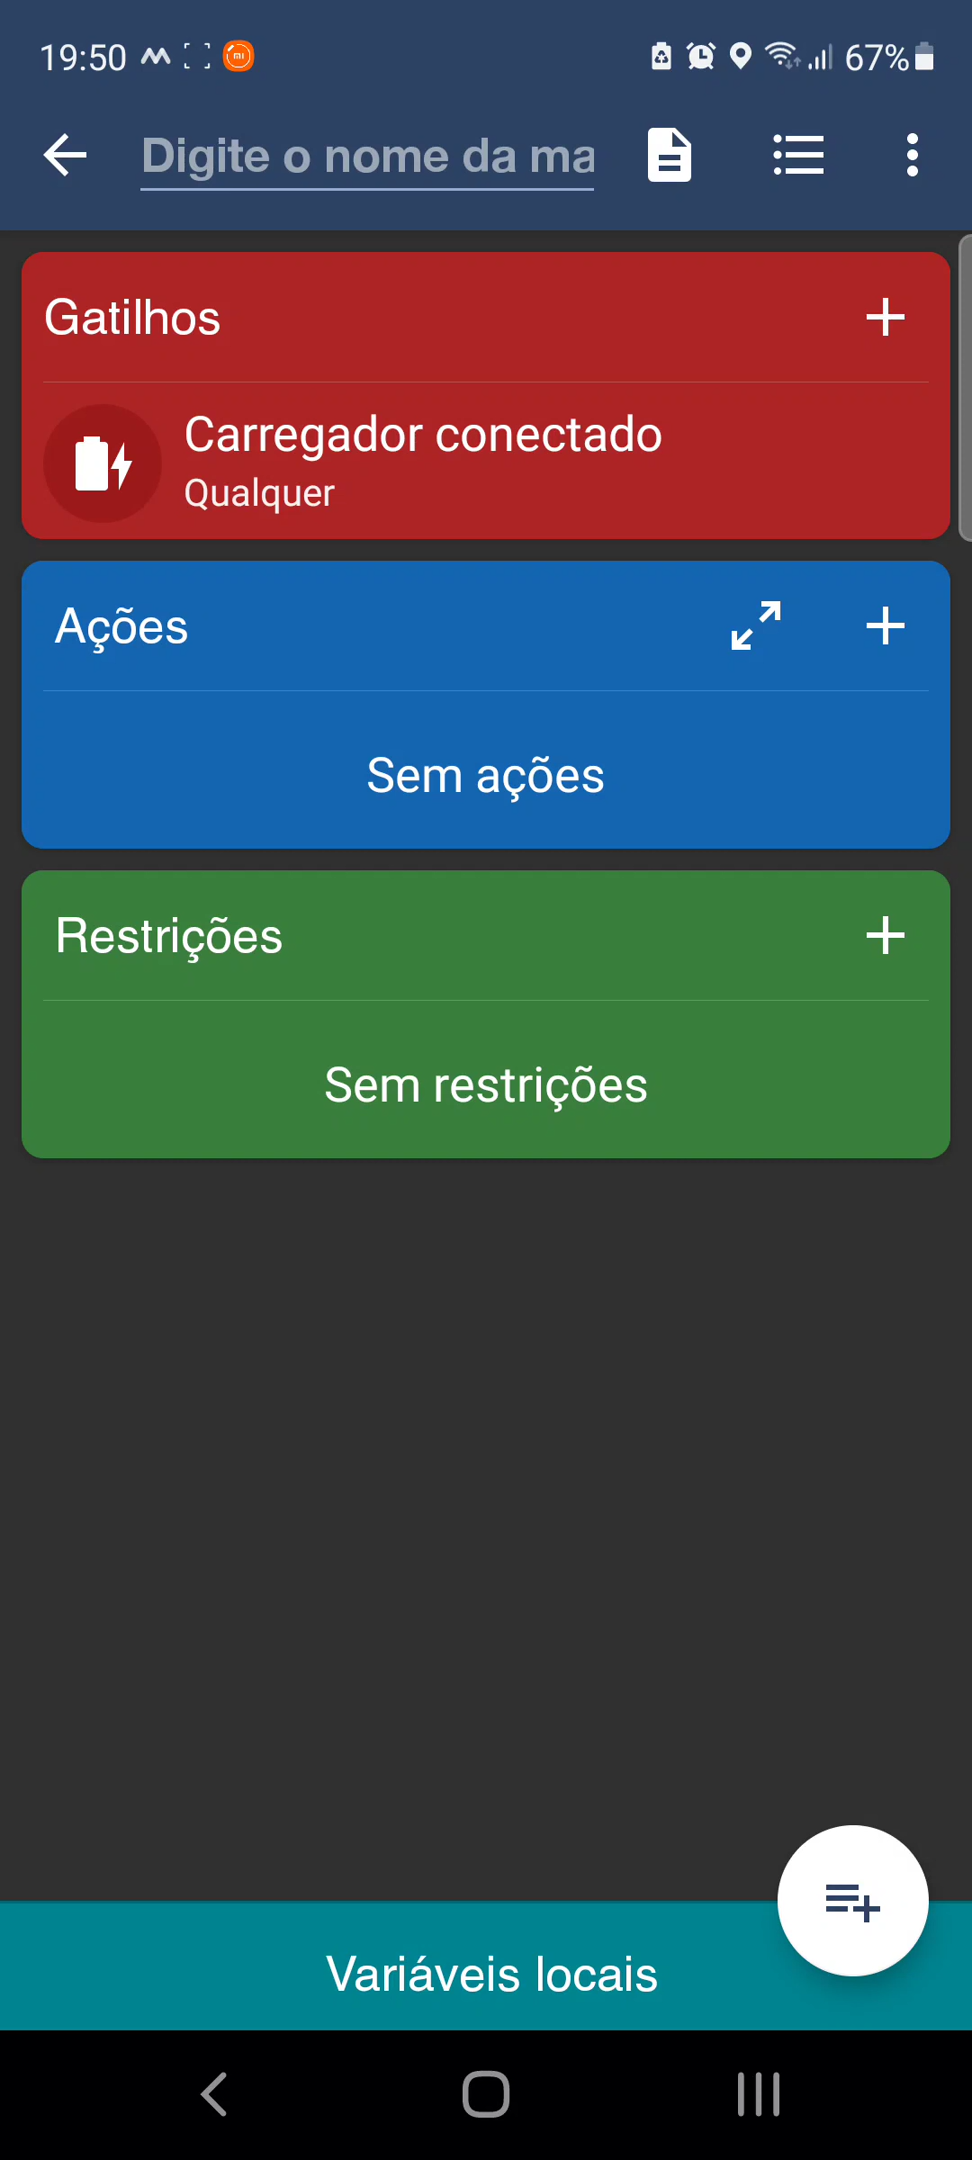 19:50
67%
Digite o nome da ma
Gatilhos
Carregador conectado
Qualquer
Ações
Sem ações
Restrições
Sem restrições
Variáveis locais